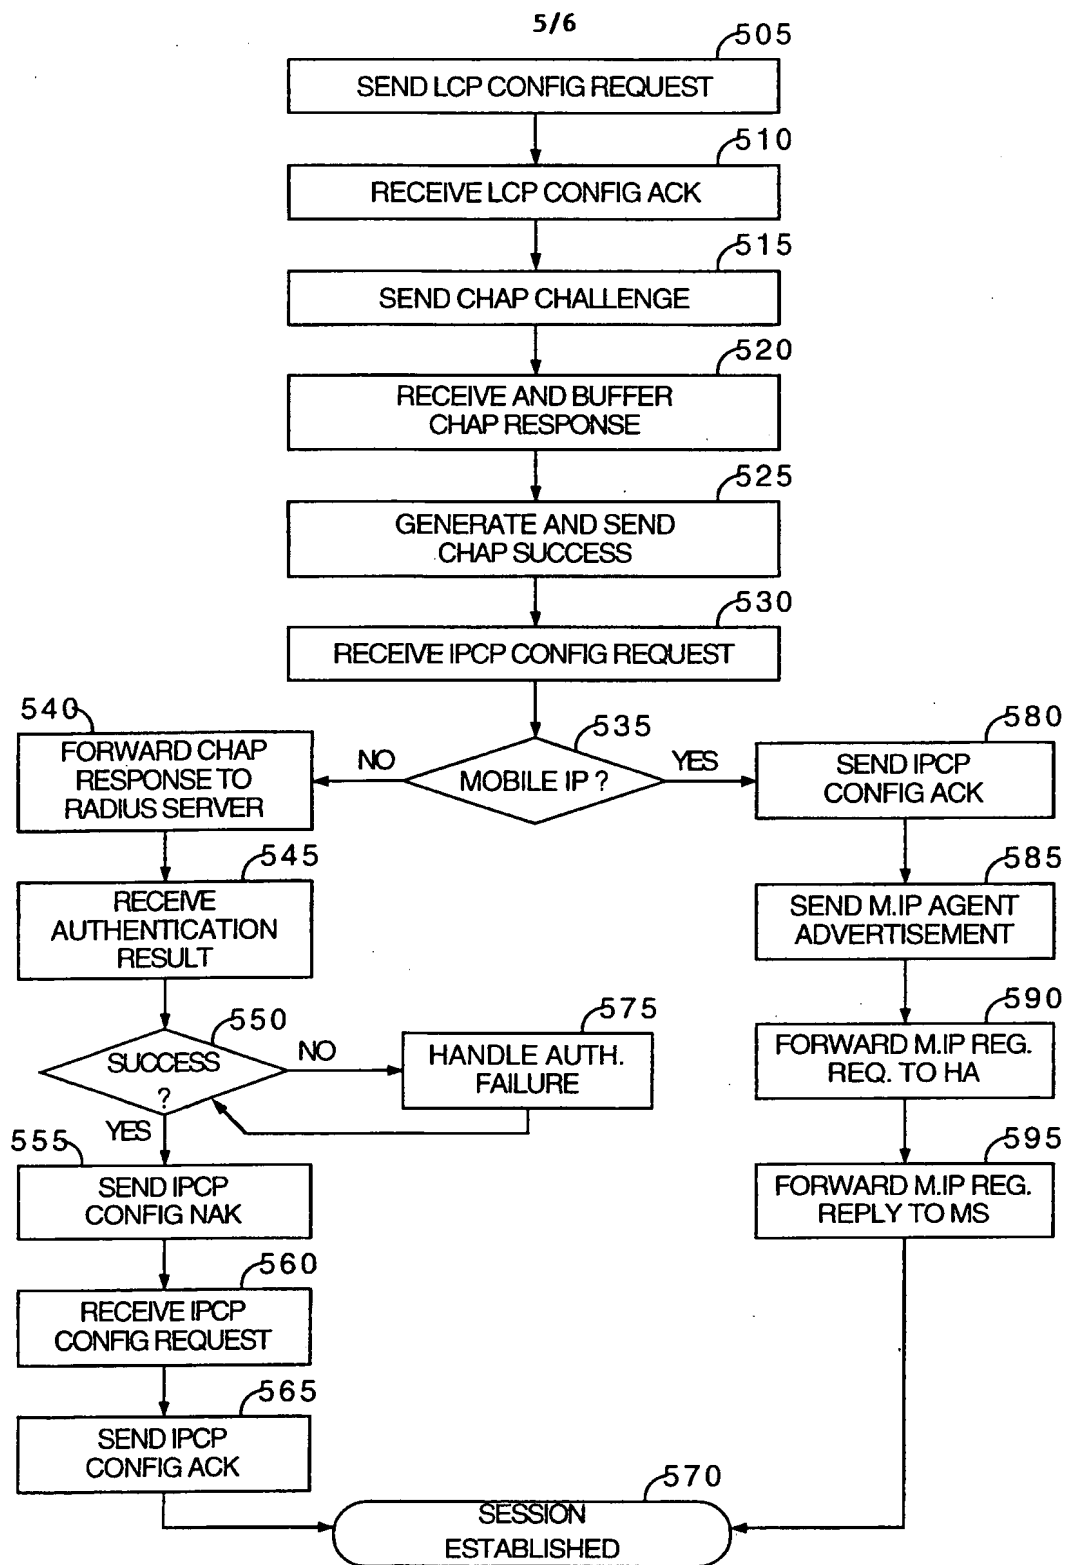 5/6
505
SEND LCP CONFIG REQUEST
510
RECEIVE LCP CONFIG ACK
515
SEND CHAP CHALLENGE
520
RECEIVE AND BUFFER
CHAP RESPONSE
525
GENERATE AND SEND
CHAP SUCCESS
530
RECEIVE IPCP CONFIG REQUEST
535
MOBILE IP ?
NO
YES
540
FORWARD CHAP
RESPONSE TO
RADIUS SERVER
545
RECEIVE
AUTHENTICATION
RESULT
550
SUCCESS
?
NO
YES
575
HANDLE AUTH.
FAILURE
555
SEND IPCP
CONFIG NAK
560
RECEIVE IPCP
CONFIG REQUEST
565
SEND IPCP
CONFIG ACK
580
SEND IPCP
CONFIG ACK
585
SEND M.IP AGENT
ADVERTISEMENT
590
FORWARD M.IP REG.
REQ. TO HA
595
FORWARD M.IP REG.
REPLY TO MS
570
SESSION
ESTABLISHED